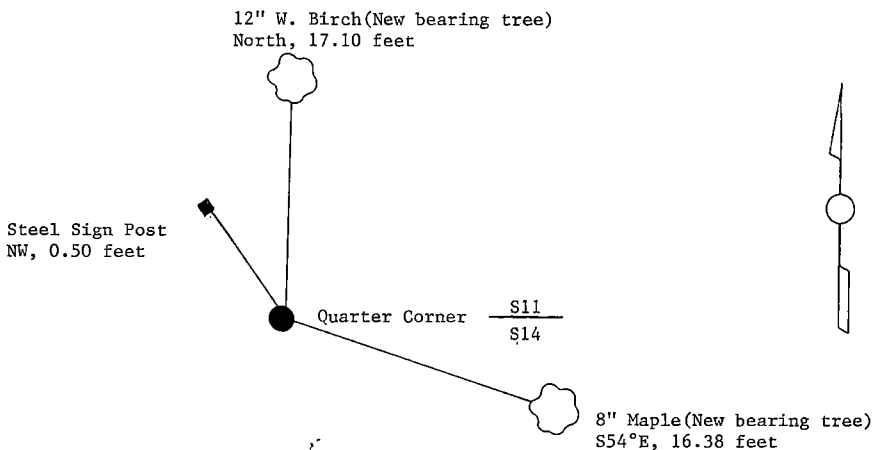 12" W. Birch(New bearing tree)
North, 17.10 feet
Steel Sign Post
NW, 0.50 feet
Quarter Corner
S11
S14
8" Maple(New bearing tree)
S54°E, 16.38 feet